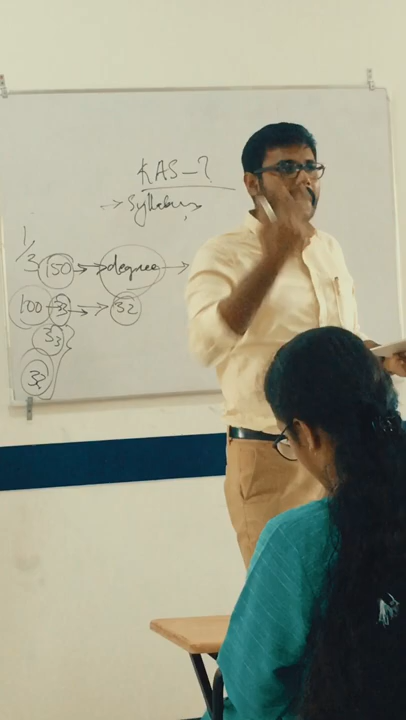 KAS-?
→ Syllabus
1/3 150 → degree →
100 3 → 32
33
33